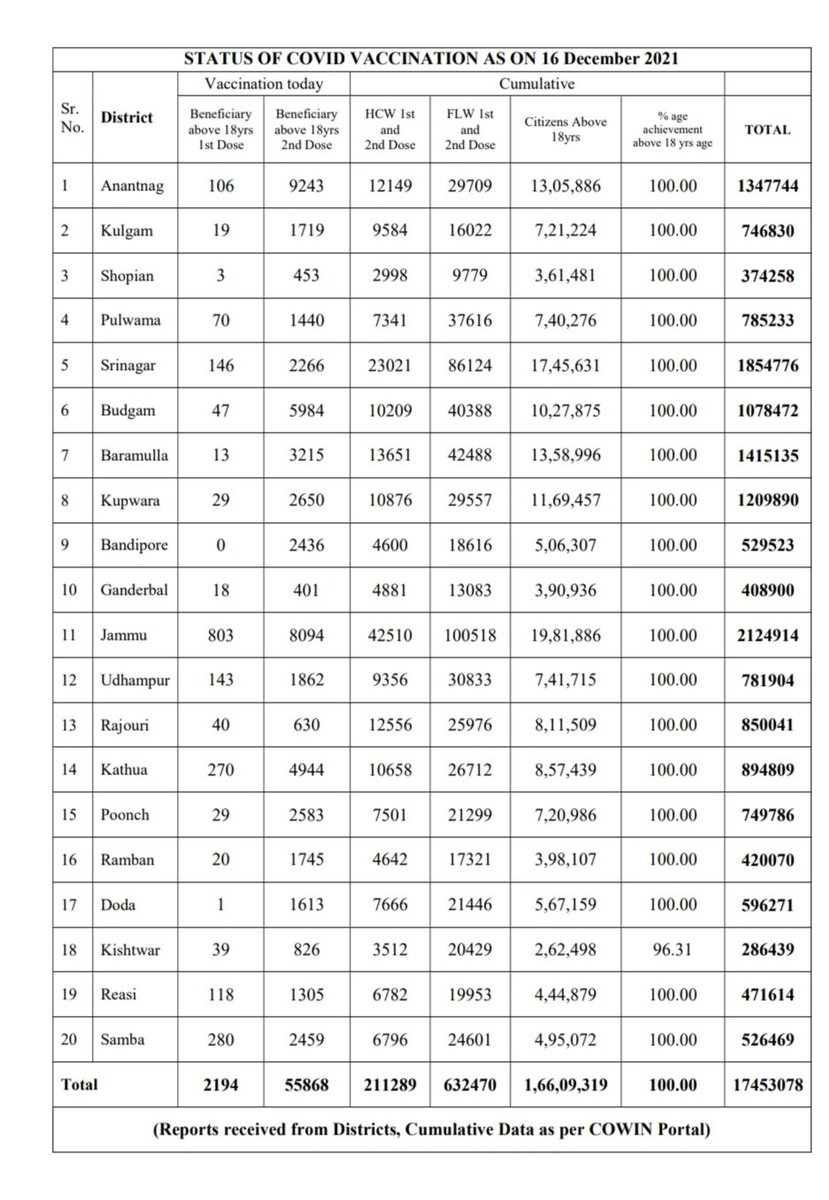 STATUS OF COVID VACCINATION AS ON 16 December 2021
Sr. No. District Vaccination today Cumulative
Beneficiary above 18yrs 1st Dose Beneficiary above 18yrs 2nd Dose HCW 1st and 2nd Dose FLW 1st and 2nd Dose Citizens Above 18yrs % age achievement above 18 yrs age TOTAL
1 Anantnag 106 9243 12149 29709 13,05,886 100.00 1347744
2 Kulgam 19 1719 9584 16022 7,21,224 100.00 746830
3 Shopian 3 453 2998 9779 3,61,481 100.00 374258
4 Pulwama 70 1440 7341 37616 7,40,276 100.00 785233
5 Srinagar 146 2266 23021 86124 17,45,631 100.00 1854776
6 Budgam 47 5984 10209 40388 10,27,875 100.00 1078472
7 Baramulla 13 3215 13651 42488 13,58,996 100.00 1415135
8 Kupwara 29 2650 10876 29557 11,69,457 100.00 1209890
9 Bandipore 0 2436 4600 18616 5,06,307 100.00 529523
10 Ganderbal 18 401 4881 13083 3,90,936 100.00 408900
11 Jammu 803 8094 42510 100518 19,81,886 100.00 2124914
12 Udhampur 143 1862 9356 30833 7,41,715 100.00 781904
13 Rajouri 40 630 12556 25976 8,11,509 100.00 850041
14 Kathua 270 4944 10658 26712 8,57,439 100.00 894809
15 Poonch 29 2583 7501 21299 7,20,986 100.00 749786
16 Ramban 20 1745 4642 17321 3,98,107 100.00 420070
17 Doda 1 1613 7666 21446 5,67,159 100.00 596271
18 Kishtwar 39 826 3512 20429 2,62,498 96.31 286439
19 Reasi 118 1305 6782 19953 4,44,879 100.00 471614
20 Samba 280 2459 6796 24601 4,95,072 100.00 526469
Total 2194 55868 211289 632470 1,66,09,319 100.00 17453078
(Reports received from Districts, Cumulative Data as per COWIN Portal)